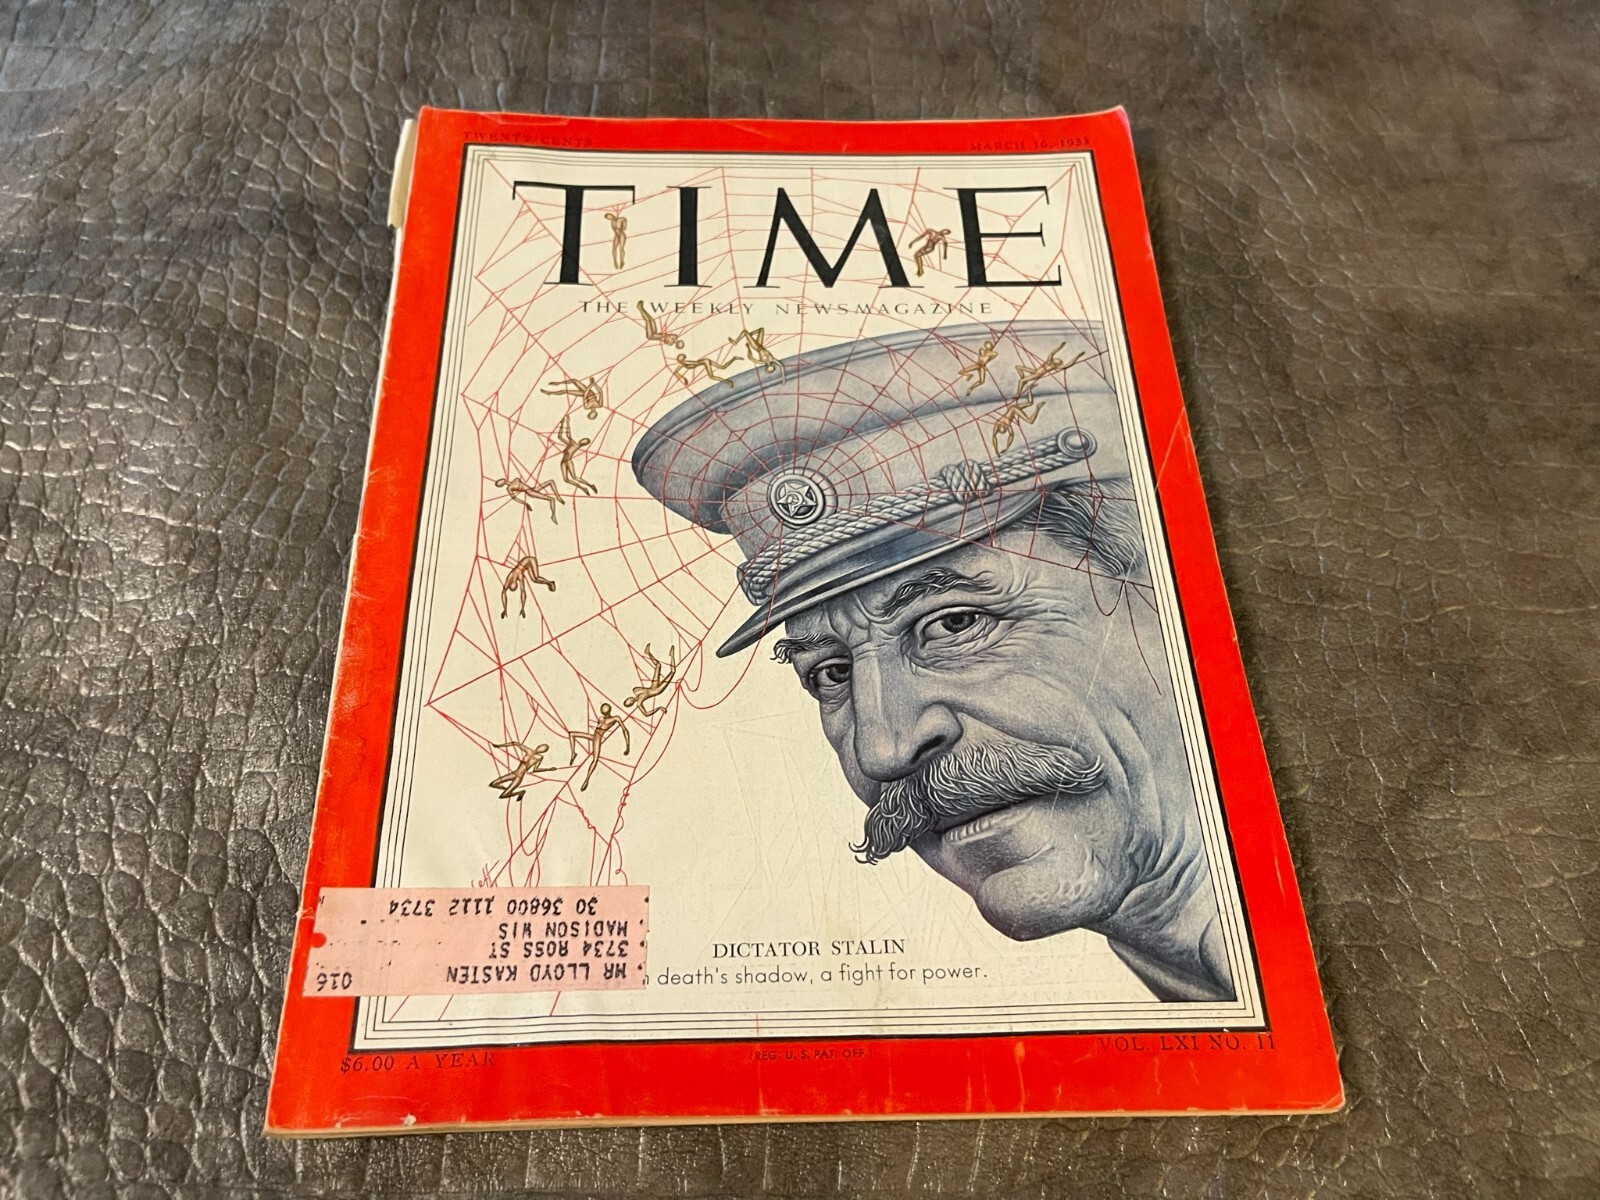 TWENTY CENTS
MARCH 16, 1953
TIME
THE WEEKLY NEWSMAGAZINE
30 36800 1112 3734
MADISON WIS
3734 ROSS ST
MR LLOYD KASTEN 016
DICTATOR STALIN
n death's shadow, a fight for power.
$6.00 A YEAR
(REG. U. S. PAT. OFF.)
VOL. LXI NO. 11